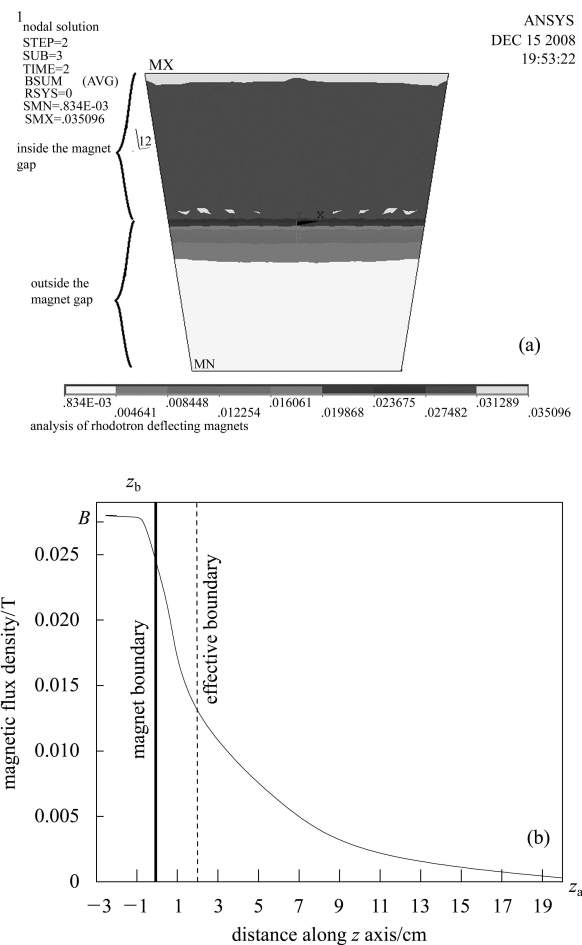 1
nodal solution
STEP=2
SUB=3
TIME=2
BSUM (AVG)
RSYS=0
SMN=.834E-03
SMX=.035096
ANSYS
DEC 15 2008
19:53:22
MX
inside the magnet
gap
12
X
outside the
magnet gap
MN
(a)
.834E-03 .008448 .016061 .023675 .031289
.004641 .012254 .019868 .027482 .035096
analysis of rhodotron deflecting magnets
zb
B
0.025
0.020
0.015
0.010
0.005
0
magnetic flux density/T
magnet boundary
effective boundary
(b)
za
−3 −1 1 3 5 7 9 11 13 15 17 19
distance along z axis/cm